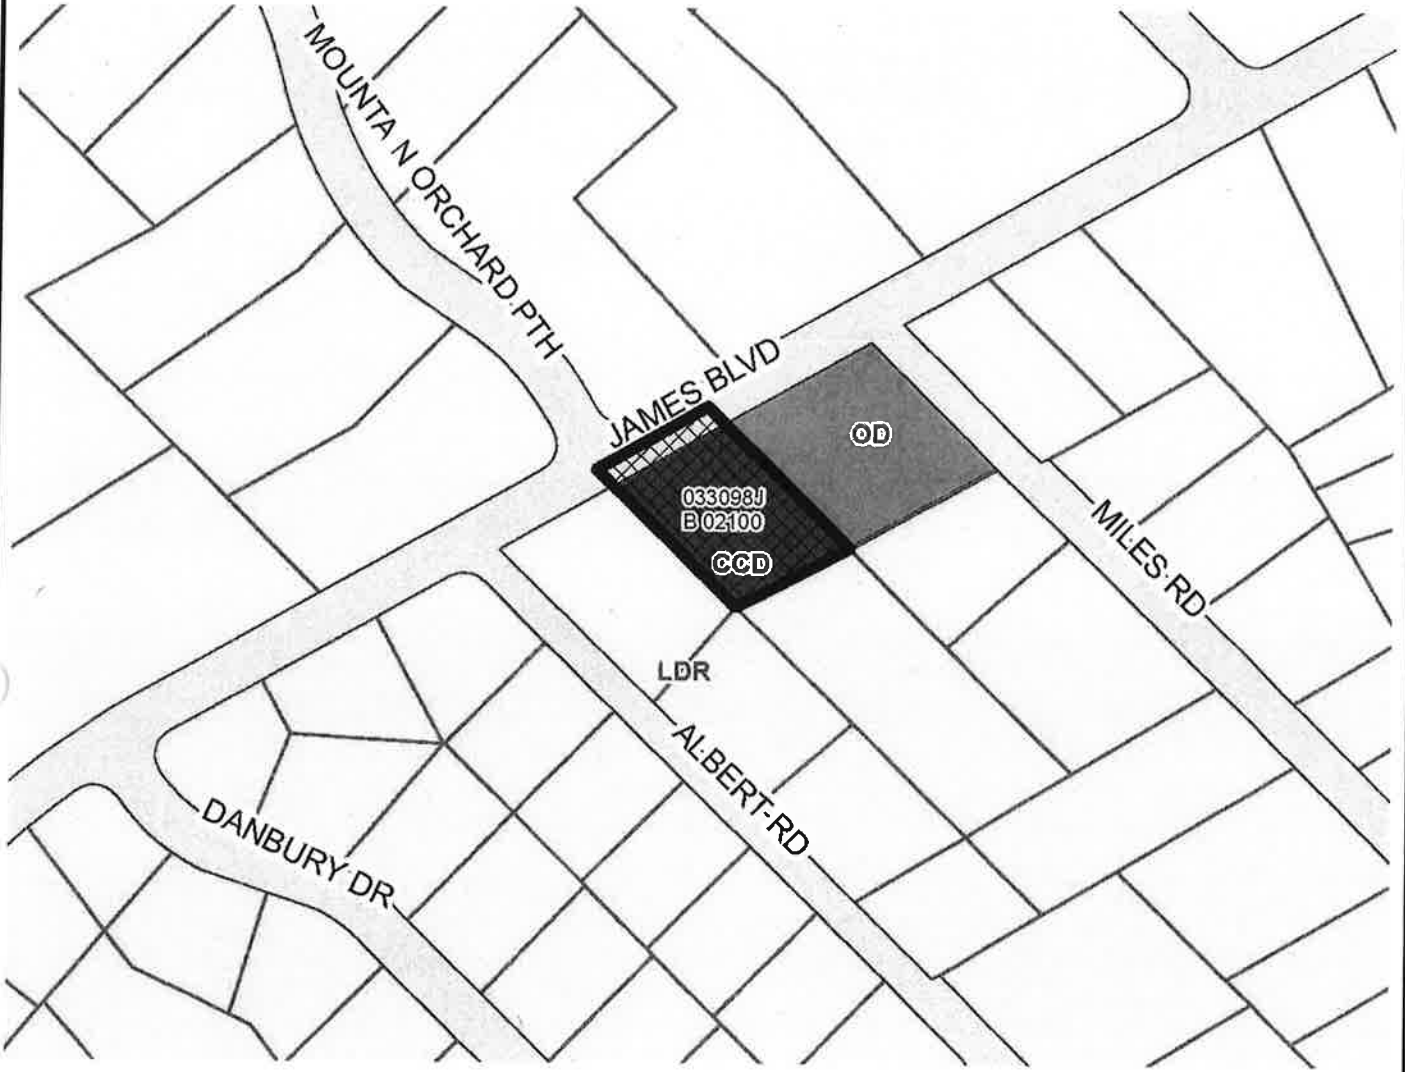 MOUNTA N ORCHARD PTH
JAMES BLVD
OD
033098J
B 02100
CCD
MILES RD
LDR
ALBERT RD
DANBURY DR